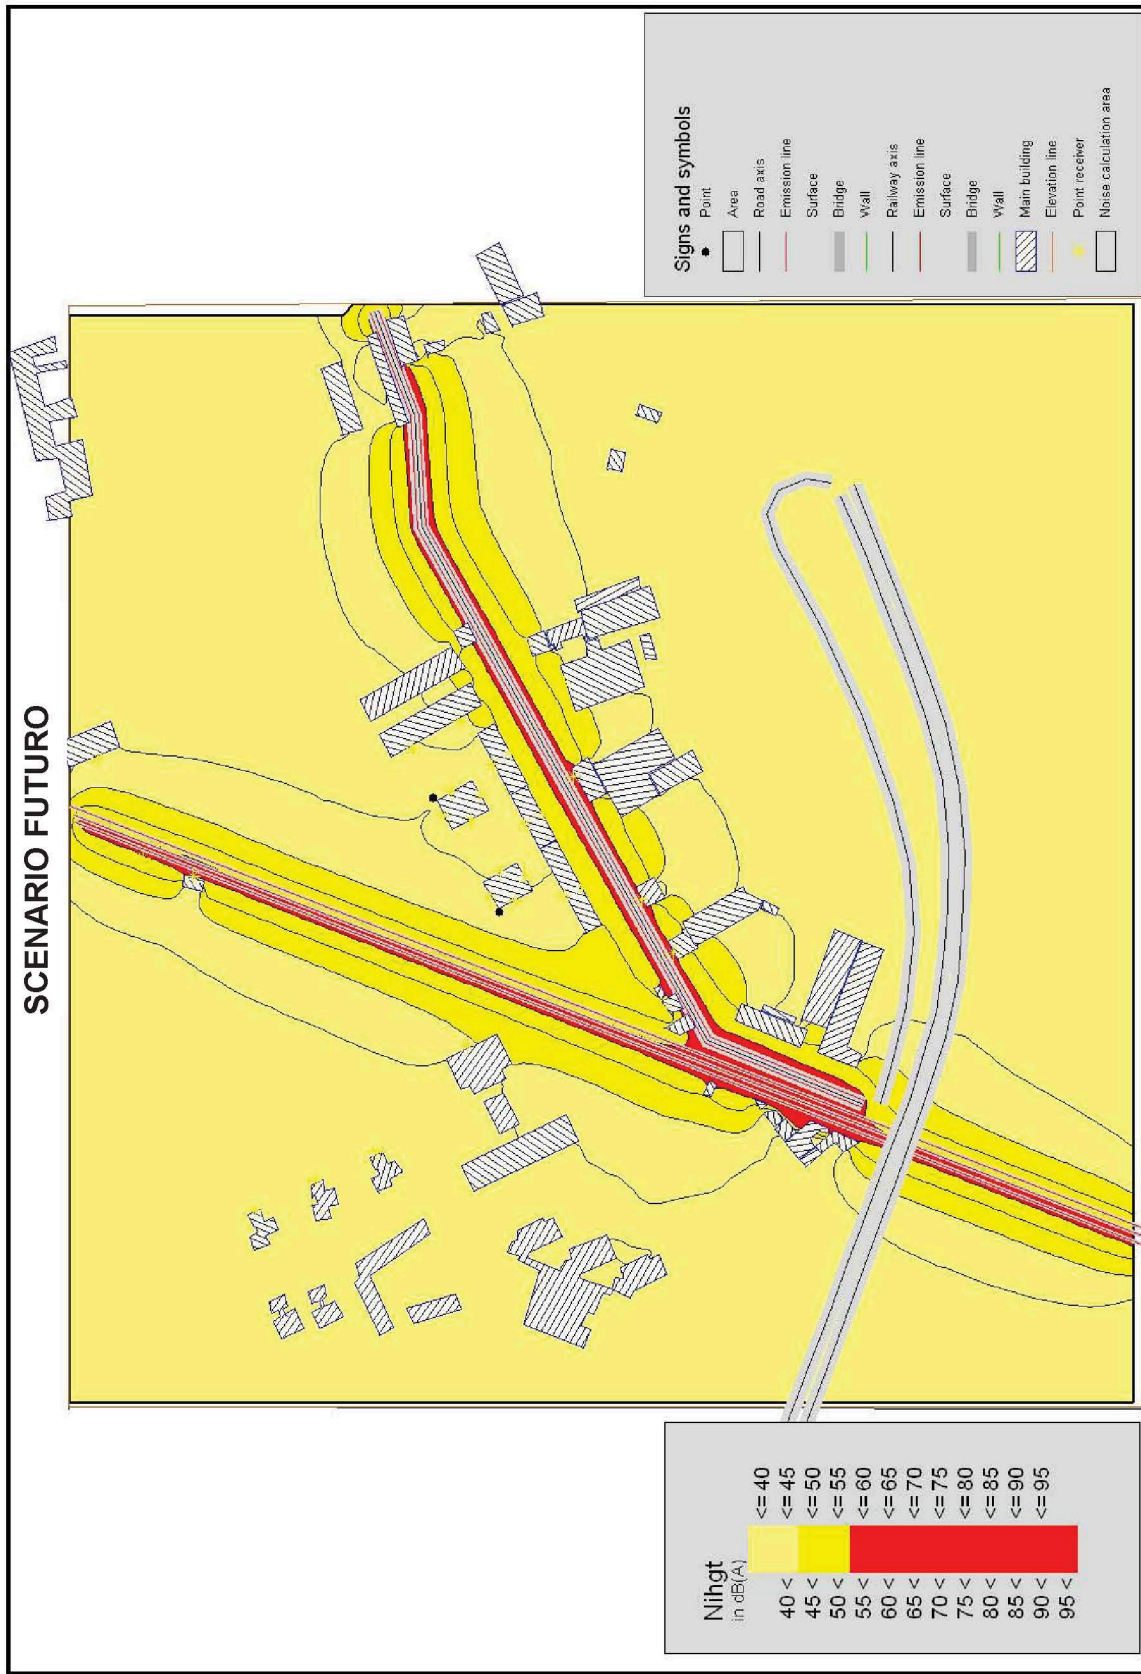 SCENARIO FUTURO
Signs and symbols
Point
Area
Road axis
Emission line
Surface
Bridge
Wall
Railway axis
Emission line
Surface
Bridge
Wall
Main building
Elevation line
Point receiver
Noise calculation area
Nihgt
in dB(A)
<= 40
40 < <= 45
45 < <= 50
50 < <= 55
55 < <= 60
60 < <= 65
65 < <= 70
70 < <= 75
75 < <= 80
80 < <= 85
85 < <= 90
90 < <= 95
95 <